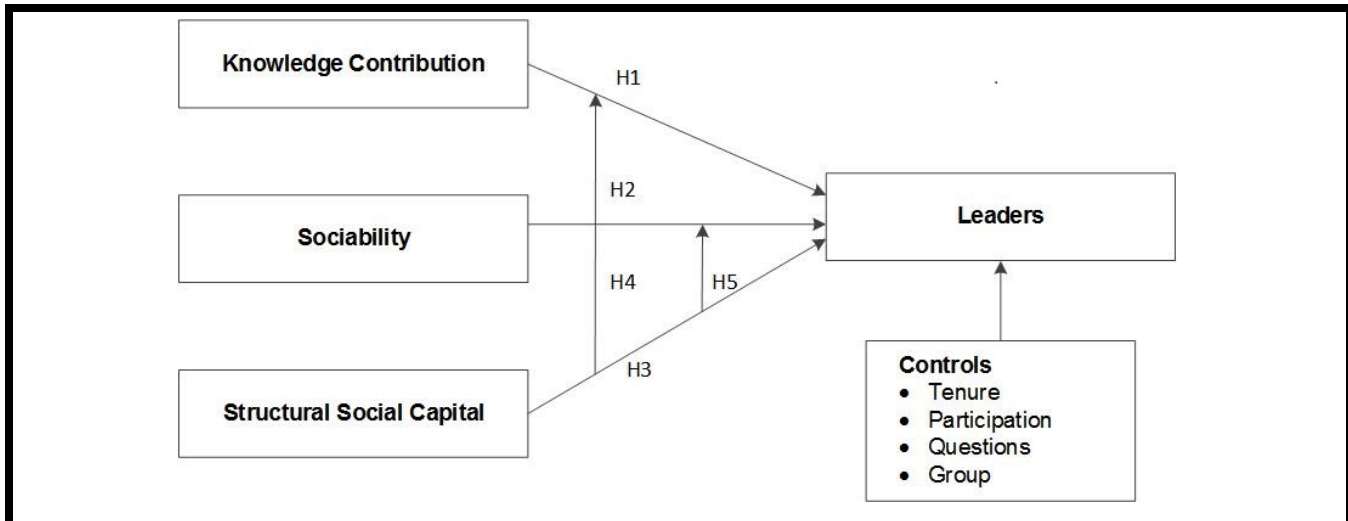 Knowledge Contribution
H1
H2
Sociability
Leaders
H4
H5
H3
Structural Social Capital
Controls
• Tenure
• Participation
• Questions
• Group